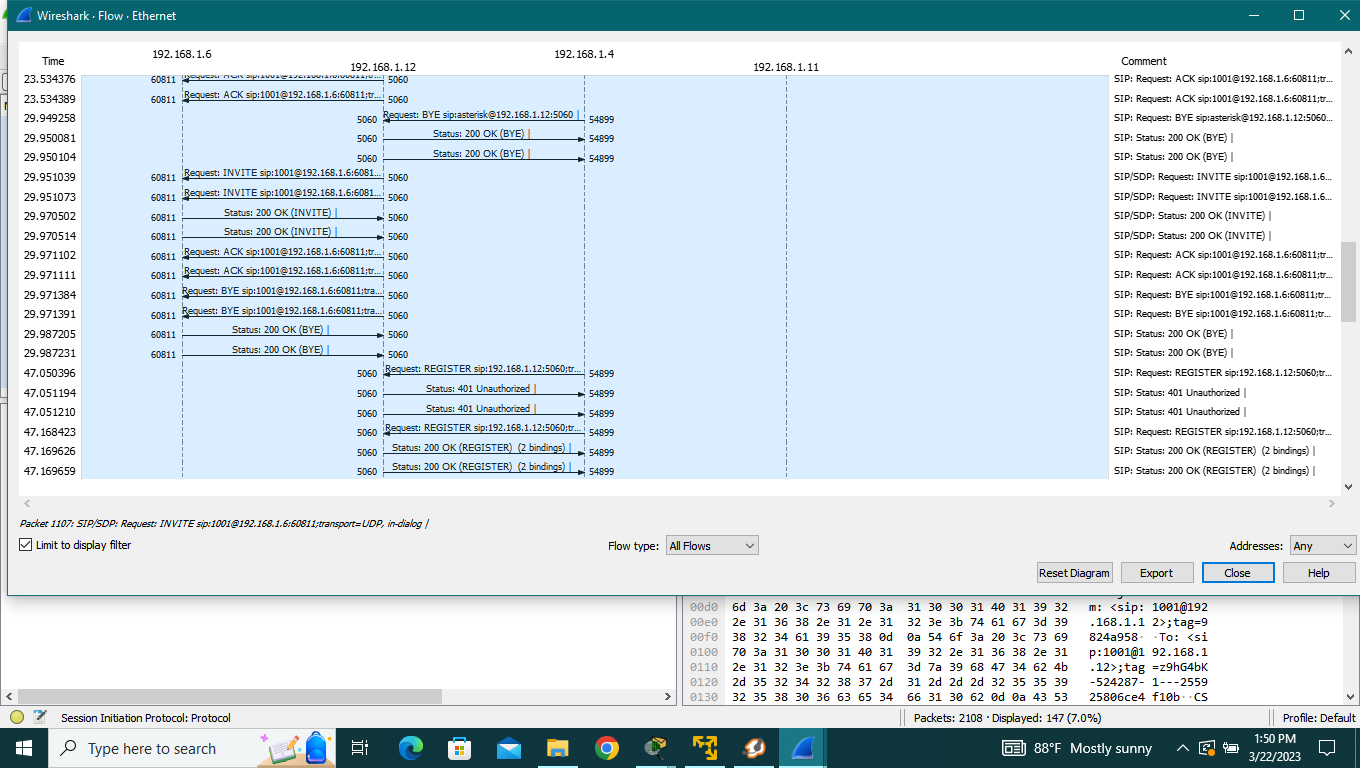 Wireshark · Flow · Ethernet
Time 192.168.1.6 192.168.1.12 192.168.1.4 192.168.1.11 Comment
23.534376 60811 Request: ACK sip:1001@192.168.1.6:60811;tr... 5060 SIP: Request: ACK sip:1001@192.168.1.6:60811;tr...
23.534389 60811 Request: ACK sip:1001@192.168.1.6:60811;tr... 5060 SIP: Request: ACK sip:1001@192.168.1.6:60811;tr...
29.949258 5060 Request: BYE sip:asterisk@192.168.1.12:5060 | 54899 SIP: Request: BYE sip:asterisk@192.168.1.12:5060...
29.950081 5060 Status: 200 OK (BYE) | 54899 SIP: Status: 200 OK (BYE) |
29.950104 5060 Status: 200 OK (BYE) | 54899 SIP: Status: 200 OK (BYE) |
29.951039 60811 Request: INVITE sip:1001@192.168.1.6:6081... 5060 SIP/SDP: Request: INVITE sip:1001@192.168.1.6...
29.951073 60811 Request: INVITE sip:1001@192.168.1.6:6081... 5060 SIP/SDP: Request: INVITE sip:1001@192.168.1.6...
29.970502 60811 Status: 200 OK (INVITE) | 5060 SIP/SDP: Status: 200 OK (INVITE) |
29.970514 60811 Status: 200 OK (INVITE) | 5060 SIP/SDP: Status: 200 OK (INVITE) |
29.971102 60811 Request: ACK sip:1001@192.168.1.6:60811;tr... 5060 SIP: Request: ACK sip:1001@192.168.1.6:60811;tr...
29.971111 60811 Request: ACK sip:1001@192.168.1.6:60811;tr... 5060 SIP: Request: ACK sip:1001@192.168.1.6:60811;tr...
29.971384 60811 Request: BYE sip:1001@192.168.1.6:60811;tra... 5060 SIP: Request: BYE sip:1001@192.168.1.6:60811;tr...
29.971391 60811 Request: BYE sip:1001@192.168.1.6:60811;tra... 5060 SIP: Request: BYE sip:1001@192.168.1.6:60811;tr...
29.987205 60811 Status: 200 OK (BYE) | 5060 SIP: Status: 200 OK (BYE) |
29.987231 60811 Status: 200 OK (BYE) | 5060 SIP: Status: 200 OK (BYE) |
47.050396 5060 Request: REGISTER sip:192.168.1.12:5060;tr... 54899 SIP: Request: REGISTER sip:192.168.1.12:5060;tr...
47.051194 5060 Status: 401 Unauthorized | 54899 SIP: Status: 401 Unauthorized |
47.051210 5060 Status: 401 Unauthorized | 54899 SIP: Status: 401 Unauthorized |
47.168423 5060 Request: REGISTER sip:192.168.1.12:5060;tr... 54899 SIP: Request: REGISTER sip:192.168.1.12:5060;tr...
47.169626 5060 Status: 200 OK (REGISTER) (2 bindings) | 54899 SIP: Status: 200 OK (REGISTER) (2 bindings) |
47.169659 5060 Status: 200 OK (REGISTER) (2 bindings) | 54899 SIP: Status: 200 OK (REGISTER) (2 bindings) |
Packet 1107: SIP/SDP: Request: INVITE sip:1001@192.168.1.6:60811;transport=UDP, in-dialog |
Limit to display filter Flow type: All Flows Addresses: Any
Reset Diagram Export Close Help
00d0 6d 3a 20 3c 73 69 70 3a 31 30 30 31 40 31 39 32 m: <sip: 1001@192
00e0 2e 31 36 38 2e 31 2e 31 32 3e 3b 74 61 67 3d 39 .168.1.1 2>;tag=9
00f0 38 32 34 61 39 35 38 0d 0a 54 6f 3a 20 3c 73 69 824a958· ·To: <si
0100 70 3a 31 30 30 31 40 31 39 32 2e 31 36 38 2e 31 p:1001@1 92.168.1
0110 2e 31 32 3e 3b 74 61 67 3d 7a 39 68 47 34 62 4b .12>;tag =z9hG4bK
0120 2d 35 32 34 32 38 37 2d 31 2d 2d 2d 32 35 35 39 -524287- 1---2559
0130 32 35 38 30 36 63 65 34 66 31 30 62 0d 0a 43 53 25806ce4 f10b··CS
Session Initiation Protocol: Protocol Packets: 2108 · Displayed: 147 (7.0%) Profile: Default
Type here to search 88°F Mostly sunny 1:50 PM
3/22/2023